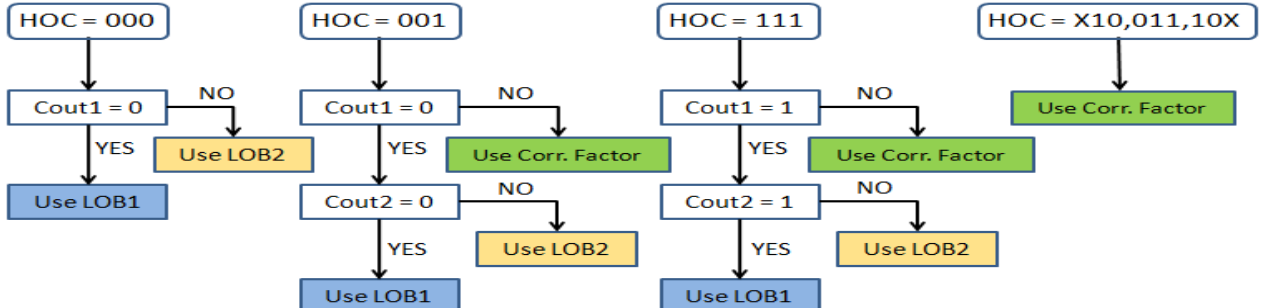 HOC = 000
HOC = 001
HOC = 111
HOC = X10,011,10X
Cout1 = 0
NO
Cout1 = 0
NO
Cout1 = 1
NO
Use Corr. Factor
YES
Use LOB2
YES
Use Corr. Factor
YES
Use Corr. Factor
Use LOB1
Cout2 = 0
NO
Cout2 = 1
NO
YES
Use LOB2
YES
Use LOB2
Use LOB1
Use LOB1